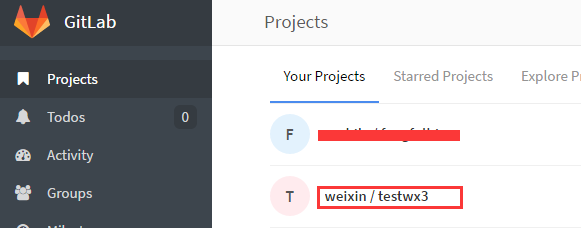 GitLab
Projects
Projects
Your Projects
Starred Projects
Explore
Todos
0
F
Activity
Groups
T
weixin / testwx3